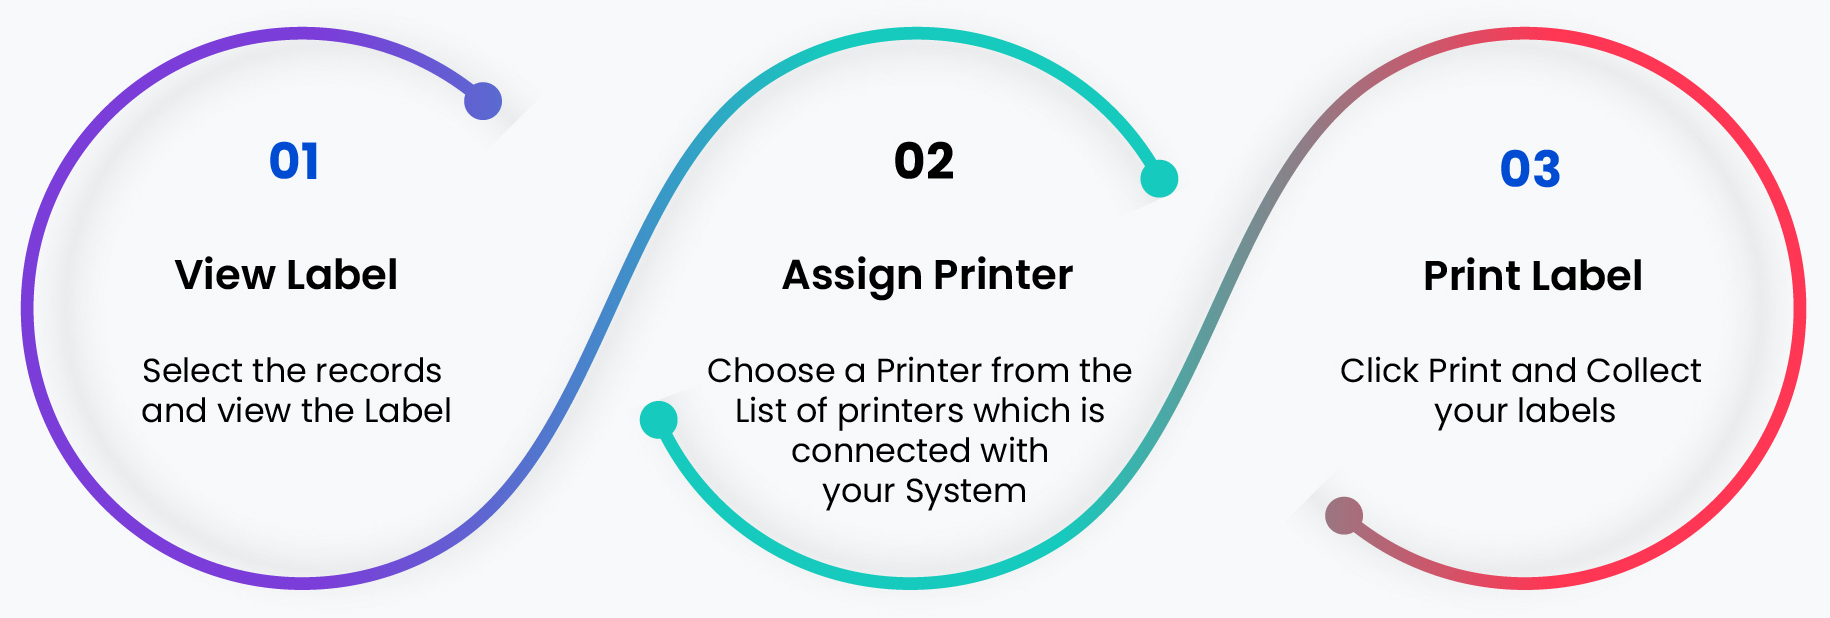 01
View Label
Select the records
and view the Label
02
Assign Printer
Choose a Printer from the
List of printers which is
connected with
your System
03
Print Label
Click Print and Collect
your labels